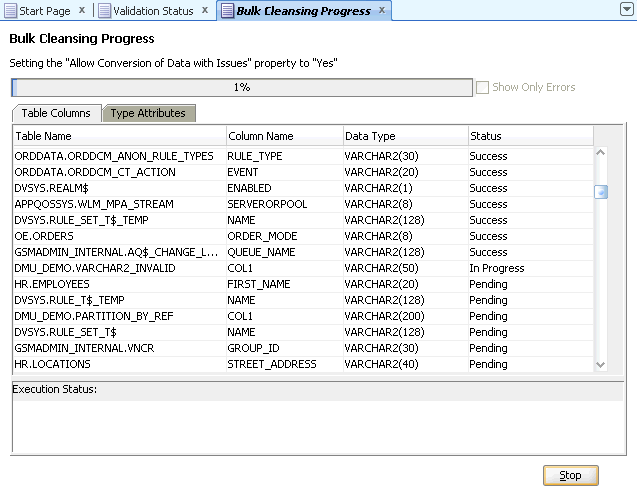 Start Page x Validation Status x Bulk Cleansing Progress x
Bulk Cleansing Progress
Setting the "Allow Conversion of Data with Issues" property to "Yes"
1% Show Only Errors
Table Columns Type Attributes
Table Name Column Name Data Type Status
ORDDATA.ORDDCM_ANON_RULE_TYPES RULE_TYPE VARCHAR2(30) Success
ORDDATA.ORDDCM_CT_ACTION EVENT VARCHAR2(20) Success
DVSYS.REALM$ ENABLED VARCHAR2(1) Success
APPQOSSYS.WLM_MPA_STREAM SERVERORPOOL VARCHAR2(8) Success
DVSYS.RULE_SET_T$_TEMP NAME VARCHAR2(128) Success
OE.ORDERS ORDER_MODE VARCHAR2(8) Success
GSMADMIN_INTERNAL.AQ$_CHANGE_L... QUEUE_NAME VARCHAR2(128) Success
DMU_DEMO.VARCHAR2_INVALID COL1 VARCHAR2(50) In Progress
HR.EMPLOYEES FIRST_NAME VARCHAR2(20) Pending
DVSYS.RULE_T$_TEMP NAME VARCHAR2(128) Pending
DMU_DEMO.PARTITION_BY_REF COL1 VARCHAR2(200) Pending
DVSYS.RULE_SET_T$ NAME VARCHAR2(128) Pending
GSMADMIN_INTERNAL.VNCR GROUP_ID VARCHAR2(30) Pending
HR.LOCATIONS STREET_ADDRESS VARCHAR2(40) Pending
Execution Status:
Stop